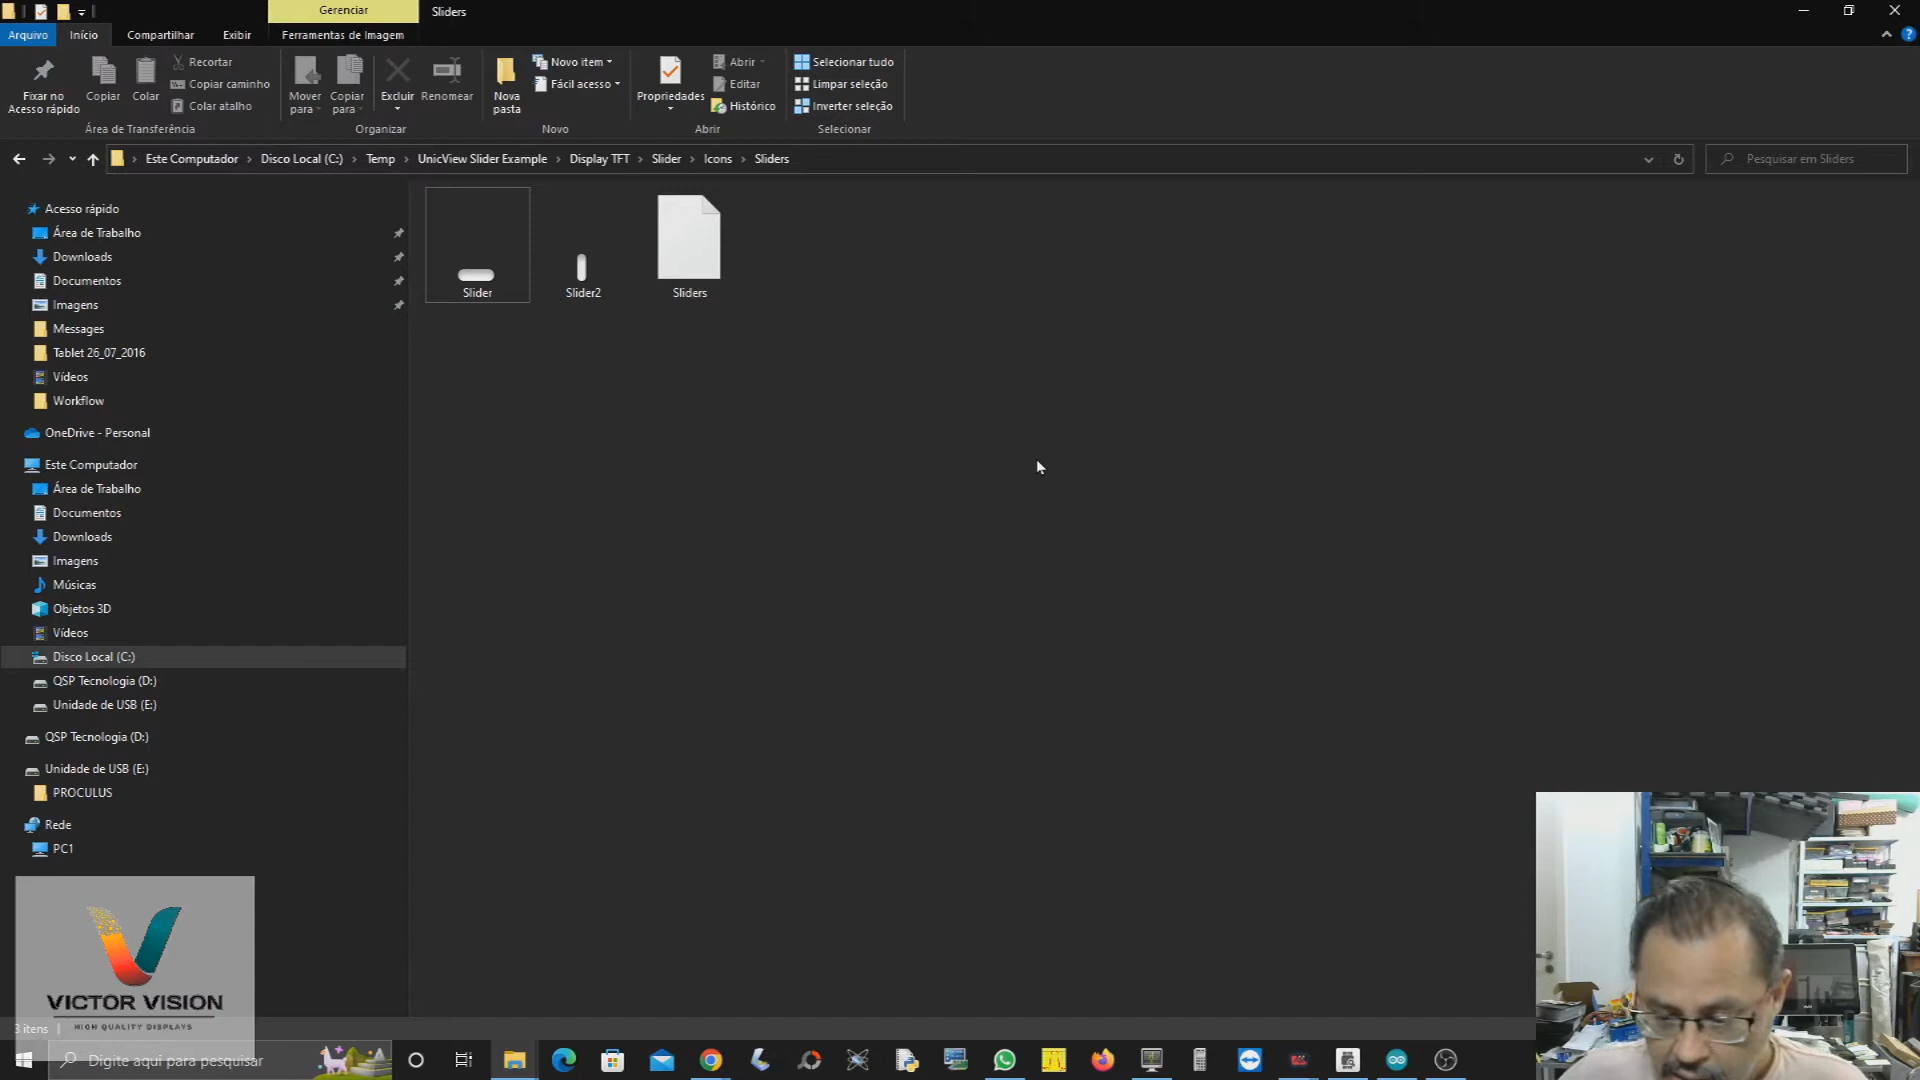 Gerenciar
Sliders
Arquivo
Início
Compartilhar
Exibir
Ferramentas de Imagem
Fixar no
Acesso rápido
Copiar
Colar
Recortar
Copiar caminho
Colar atalho
Área de Transferência
Mover
para
Copiar
para
Excluir
Renomear
Organizar
Nova
pasta
Novo item
Fácil acesso
Novo
Propriedades
Abrir
Editar
Histórico
Abrir
Selecionar tudo
Limpar seleção
Inverter seleção
Selecionar
Este Computador
Disco Local (C:)
Temp
UnicView Slider Example
Display TFT
Slider
Icons
Sliders
Pesquisar em Sliders
Slider
Slider2
Sliders
Acesso rápido
Área de Trabalho
Downloads
Documentos
Imagens
Messages
Tablet 26_07_2016
Vídeos
Workflow
OneDrive - Personal
Este Computador
Área de Trabalho
Documentos
Downloads
Imagens
Músicas
Objetos 3D
Vídeos
Disco Local (C:)
QSP Tecnologia (D:)
Unidade de USB (E:)
QSP Tecnologia (D:)
Unidade de USB (E:)
PROCULUS
Rede
PC1
VICTOR VISION
HIGH QUALITY DISPLAYS
3 itens
Digite aqui para pesquisar